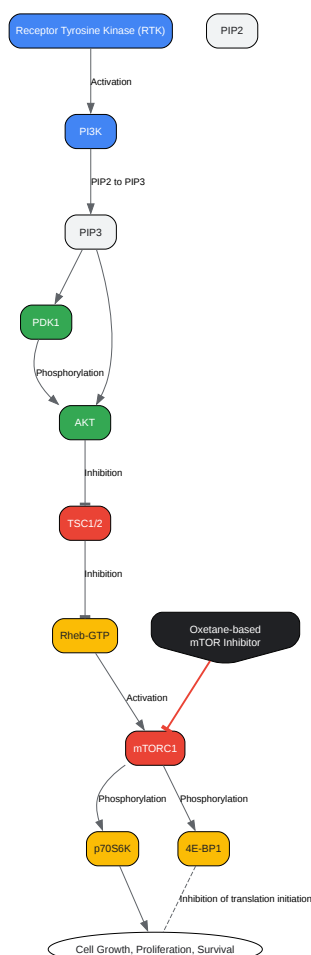 Receptor Tyrosine Kinase (RTK)
PIP2
Activation
PI3K
PIP2 to PIP3
PIP3
PDK1
Phosphorylation
AKT
Inhibition
TSC1/2
Inhibition
Rheb-GTP
Oxetane-based
mTOR Inhibitor
Activation
mTORC1
Phosphorylation
Phosphorylation
p70S6K
4E-BP1
Inhibition of translation initiation
Cell Growth, Proliferation, Survival